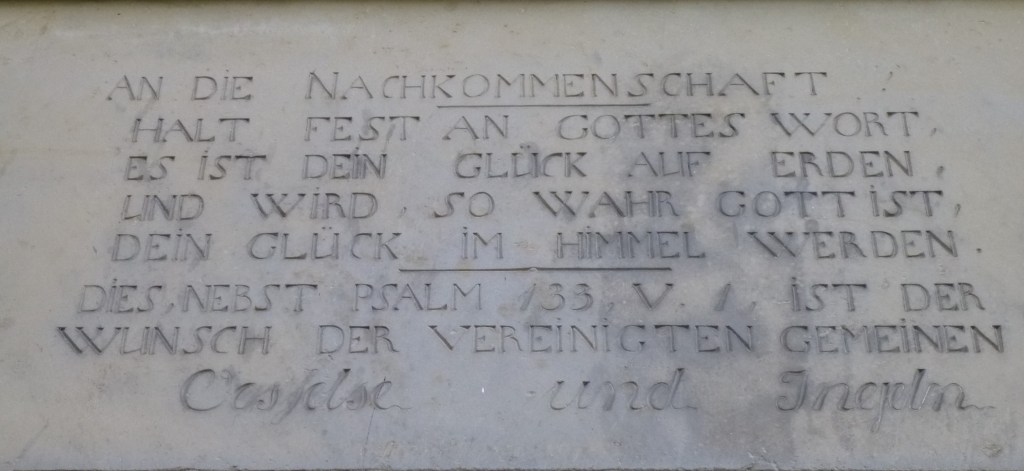 AN DIE NACHKOMMENSCHAFT
HALT FEST AN GOTTES WORT,
ES IST DEIN GLÜCK AUF ERDEN,
UND WIRD, SO WAHR GOTT IST,
DEIN GLÜCK IM HIMMEL WERDEN.
DIES, NEBST PSALM 133, V. 1, IST DER
WUNSCH DER VEREINIGTEN GEMEINEN
und Ingeln